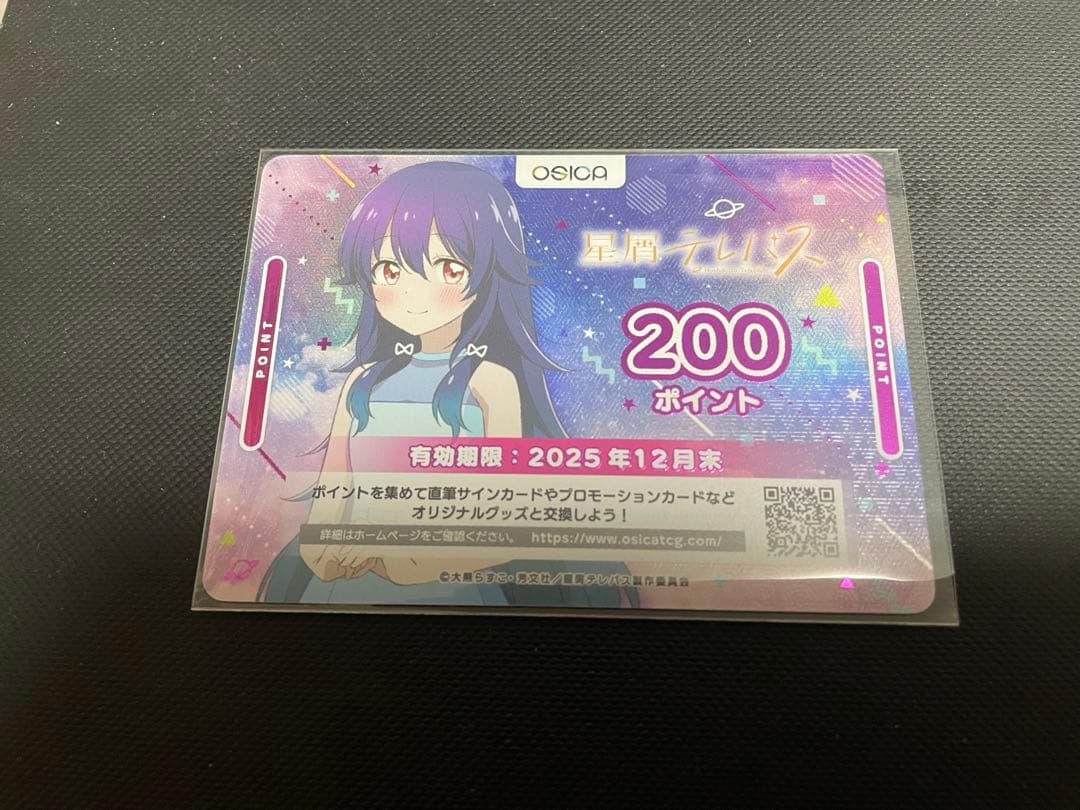 OSICA
星屑テレパス
POINT
200
ポイント
POINT
有効期限：2025年12月末
ポイントを集めて直筆サインカードやプロモーションカードなど
オリジナルグッズと交換しよう！
詳細はホームページをご確認ください。 https://www.osicatcg.com/
©大熊らすこ・芳文社／星屑テレパス製作委員会